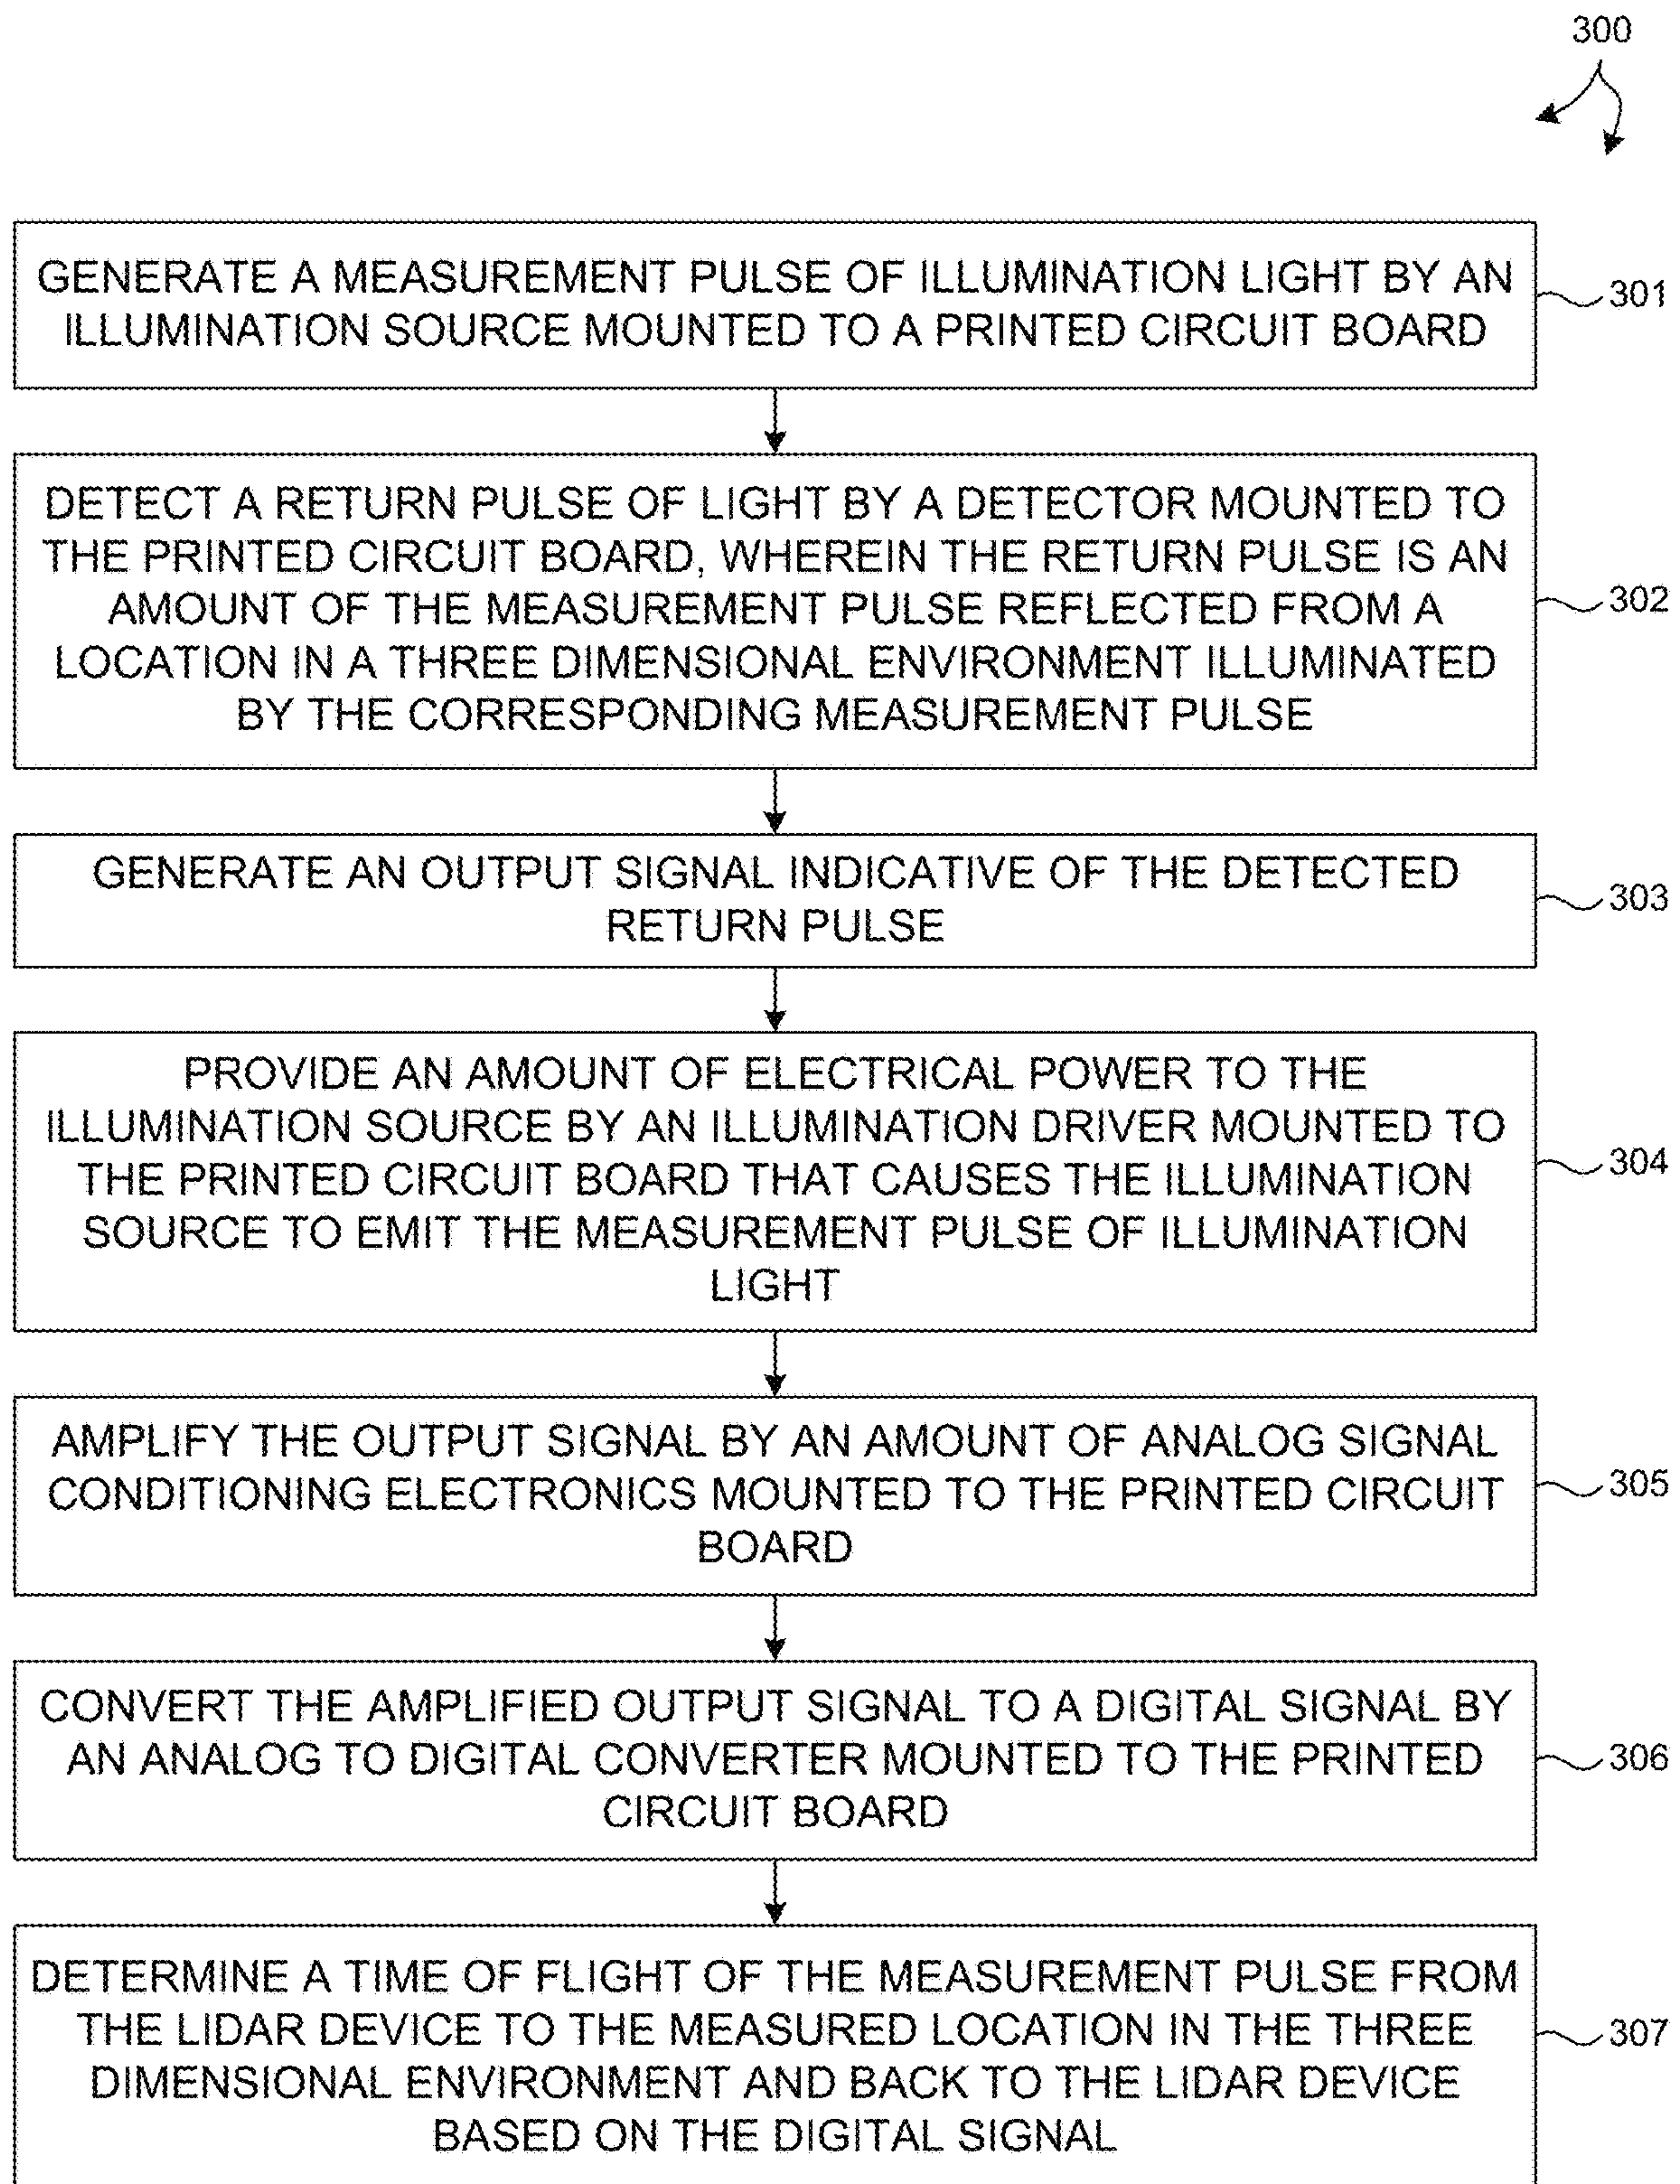 300
GENERATE A MEASUREMENT PULSE OF ILLUMINATION LIGHT BY AN
ILLUMINATION SOURCE MOUNTED TO A PRINTED CIRCUIT BOARD
301
DETECT A RETURN PULSE OF LIGHT BY A DETECTOR MOUNTED TO
THE PRINTED CIRCUIT BOARD, WHEREIN THE RETURN PULSE IS AN
AMOUNT OF THE MEASUREMENT PULSE REFLECTED FROM A
LOCATION IN A THREE DIMENSIONAL ENVIRONMENT ILLUMINATED
BY THE CORRESPONDING MEASUREMENT PULSE
302
GENERATE AN OUTPUT SIGNAL INDICATIVE OF THE DETECTED
RETURN PULSE
303
PROVIDE AN AMOUNT OF ELECTRICAL POWER TO THE
ILLUMINATION SOURCE BY AN ILLUMINATION DRIVER MOUNTED TO
THE PRINTED CIRCUIT BOARD THAT CAUSES THE ILLUMINATION
SOURCE TO EMIT THE MEASUREMENT PULSE OF ILLUMINATION
LIGHT
304
AMPLIFY THE OUTPUT SIGNAL BY AN AMOUNT OF ANALOG SIGNAL
CONDITIONING ELECTRONICS MOUNTED TO THE PRINTED CIRCUIT
BOARD
305
CONVERT THE AMPLIFIED OUTPUT SIGNAL TO A DIGITAL SIGNAL BY
AN ANALOG TO DIGITAL CONVERTER MOUNTED TO THE PRINTED
CIRCUIT BOARD
306
DETERMINE A TIME OF FLIGHT OF THE MEASUREMENT PULSE FROM
THE LIDAR DEVICE TO THE MEASURED LOCATION IN THE THREE
DIMENSIONAL ENVIRONMENT AND BACK TO THE LIDAR DEVICE
BASED ON THE DIGITAL SIGNAL
307